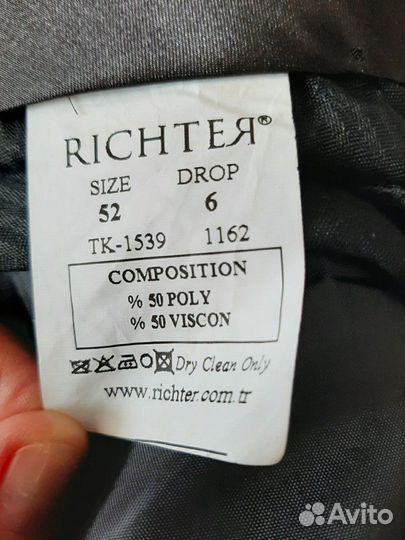 RICHTEЯ®
SIZE DROP
52 6
TK-1539 1162
COMPOSITION
% 50 POLY
% 50 VISCON
Dry Clean Only
www.richter.com.tr
Avito